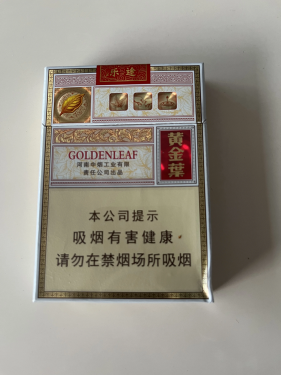 乐途
GOLDENLEAF
河南中烟工业有限
责任公司出品
黄金葉
本公司提示
吸烟有害健康
请勿在禁烟场所吸烟